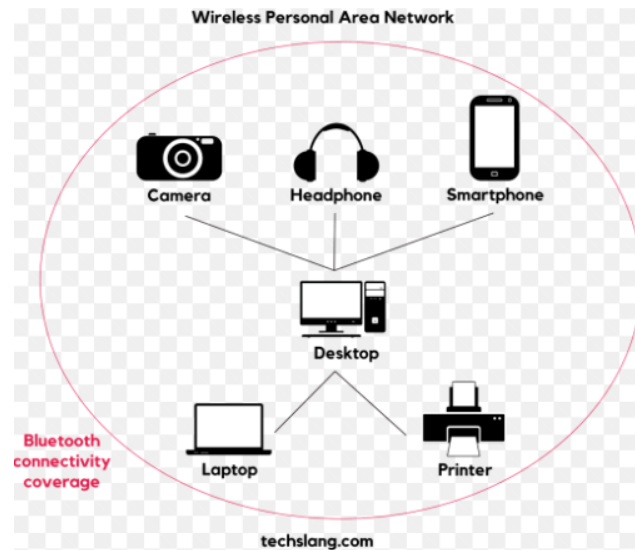 Wireless Personal Area Network
Camera
Headphone
Smartphone
Desktop
Laptop
Printer
Bluetooth
connectivity
coverage
techslang.com